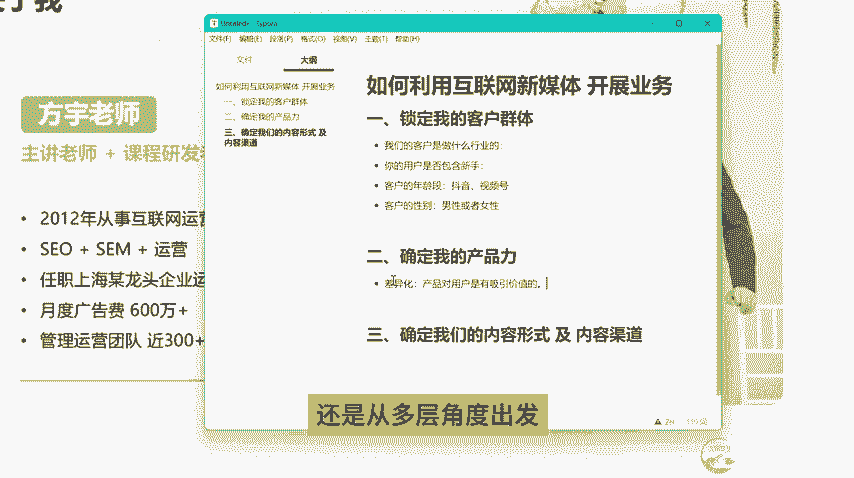 于我
方宇老师
主讲老师 + 课程研发
• 2012年从事互联网运营
• SEO + SEM + 运营
• 任职上海某龙头企业运
• 月度广告费 600万+
• 管理运营团队 近300+
文件(F) 编辑(E) 段落(P) 格式(O) 视图(V) 主题(T) 帮助(H)
文件 大纲
如何利用互联网新媒体 开展业务
一、锁定我的客户群体
二、确定我的产品力
三、确定我们的内容形式 及
内容渠道
如何利用互联网新媒体 开展业务
一、锁定我的客户群体
• 我们的客户是做什么行业的:
• 你的用户是否包含新手:
• 客户的年龄段: 抖音、视频号
• 客户的性别: 男性或者女性
二、确定我的产品力
• 差异化: 产品对用户是有吸引价值的。
三、确定我们的内容形式 及 内容渠道
还是从多层角度出发